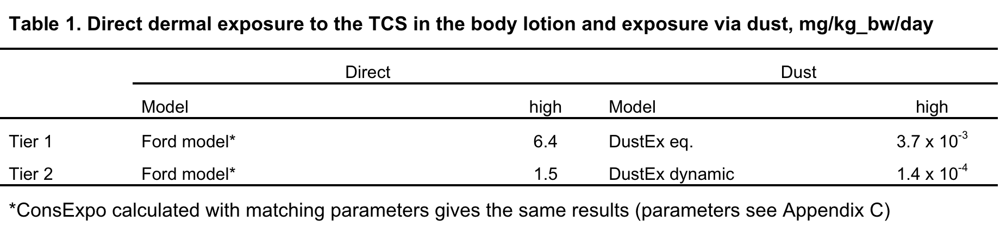 Table 1. Direct dermal exposure to the TCS in the body lotion and exposure via dust, mg/kg_bw/day
Direct Dust
Model high Model high
Tier 1 Ford model* 6.4 DustEx eq. 3.7 x 10⁻³
Tier 2 Ford model* 1.5 DustEx dynamic 1.4 x 10⁻⁴
*ConsExpo calculated with matching parameters gives the same results (parameters see Appendix C)